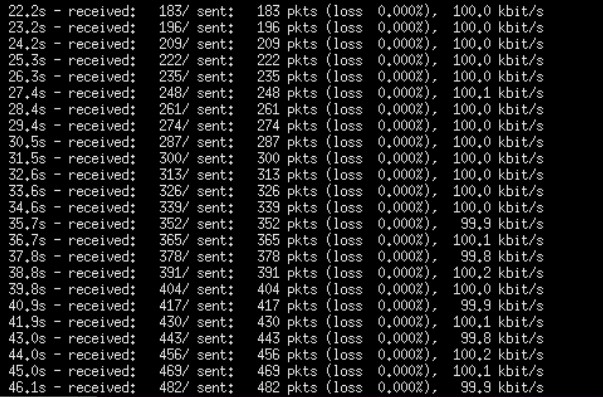 22.2s - received:   183/ sent:   183 pkts (loss  0.000%),  100.0 kbit/s
23.2s - received:   196/ sent:   196 pkts (loss  0.000%),  100.0 kbit/s
24.2s - received:   209/ sent:   209 pkts (loss  0.000%),  100.0 kbit/s
25.3s - received:   222/ sent:   222 pkts (loss  0.000%),  100.0 kbit/s
26.3s - received:   235/ sent:   235 pkts (loss  0.000%),  100.0 kbit/s
27.4s - received:   248/ sent:   248 pkts (loss  0.000%),  100.1 kbit/s
28.4s - received:   261/ sent:   261 pkts (loss  0.000%),  100.0 kbit/s
29.4s - received:   274/ sent:   274 pkts (loss  0.000%),  100.0 kbit/s
30.5s - received:   287/ sent:   287 pkts (loss  0.000%),  100.0 kbit/s
31.5s - received:   300/ sent:   300 pkts (loss  0.000%),  100.0 kbit/s
32.6s - received:   313/ sent:   313 pkts (loss  0.000%),  100.0 kbit/s
33.6s - received:   326/ sent:   326 pkts (loss  0.000%),  100.0 kbit/s
34.6s - received:   339/ sent:   339 pkts (loss  0.000%),  100.0 kbit/s
35.7s - received:   352/ sent:   352 pkts (loss  0.000%),   99.9 kbit/s
36.7s - received:   365/ sent:   365 pkts (loss  0.000%),  100.1 kbit/s
37.8s - received:   378/ sent:   378 pkts (loss  0.000%),   99.8 kbit/s
38.8s - received:   391/ sent:   391 pkts (loss  0.000%),  100.2 kbit/s
39.8s - received:   404/ sent:   404 pkts (loss  0.000%),  100.0 kbit/s
40.9s - received:   417/ sent:   417 pkts (loss  0.000%),   99.9 kbit/s
41.9s - received:   430/ sent:   430 pkts (loss  0.000%),  100.1 kbit/s
43.0s - received:   443/ sent:   443 pkts (loss  0.000%),   99.8 kbit/s
44.0s - received:   456/ sent:   456 pkts (loss  0.000%),  100.2 kbit/s
45.0s - received:   469/ sent:   469 pkts (loss  0.000%),  100.1 kbit/s
46.1s - received:   482/ sent:   482 pkts (loss  0.000%),   99.9 kbit/s